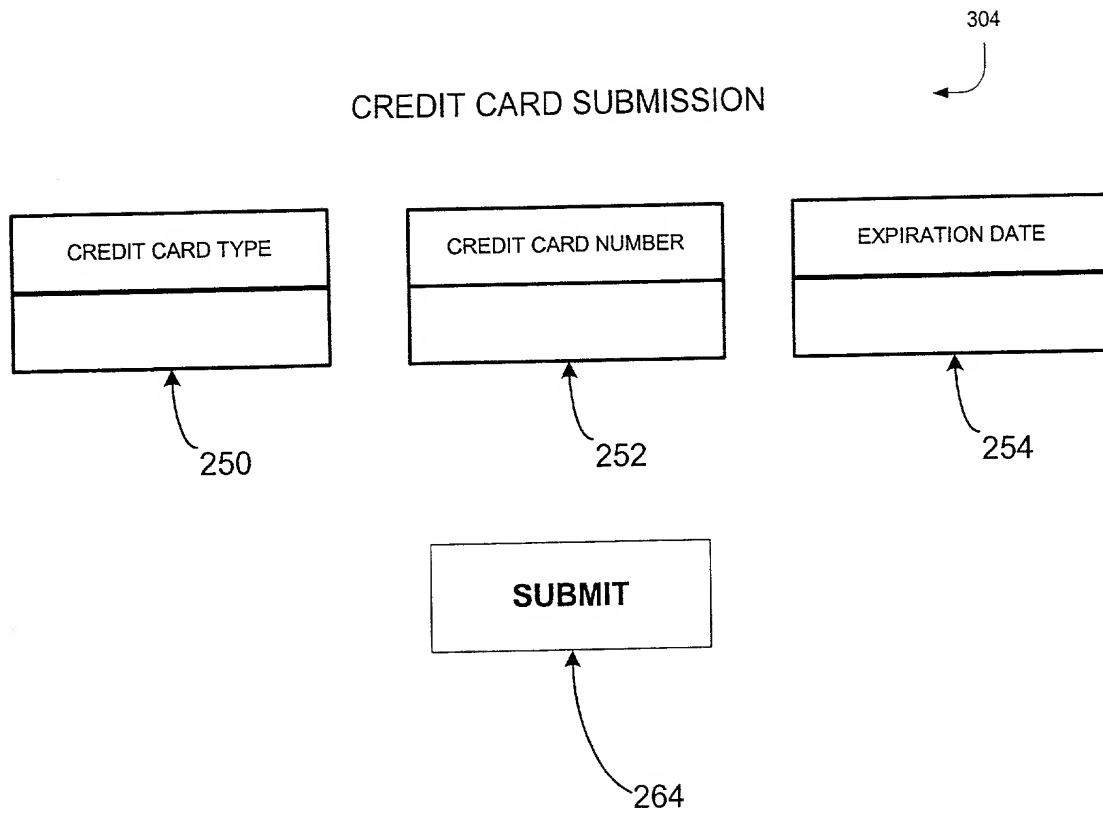 304
CREDIT CARD SUBMISSION
CREDIT CARD TYPE
CREDIT CARD NUMBER
EXPIRATION DATE
250
252
254
SUBMIT
264